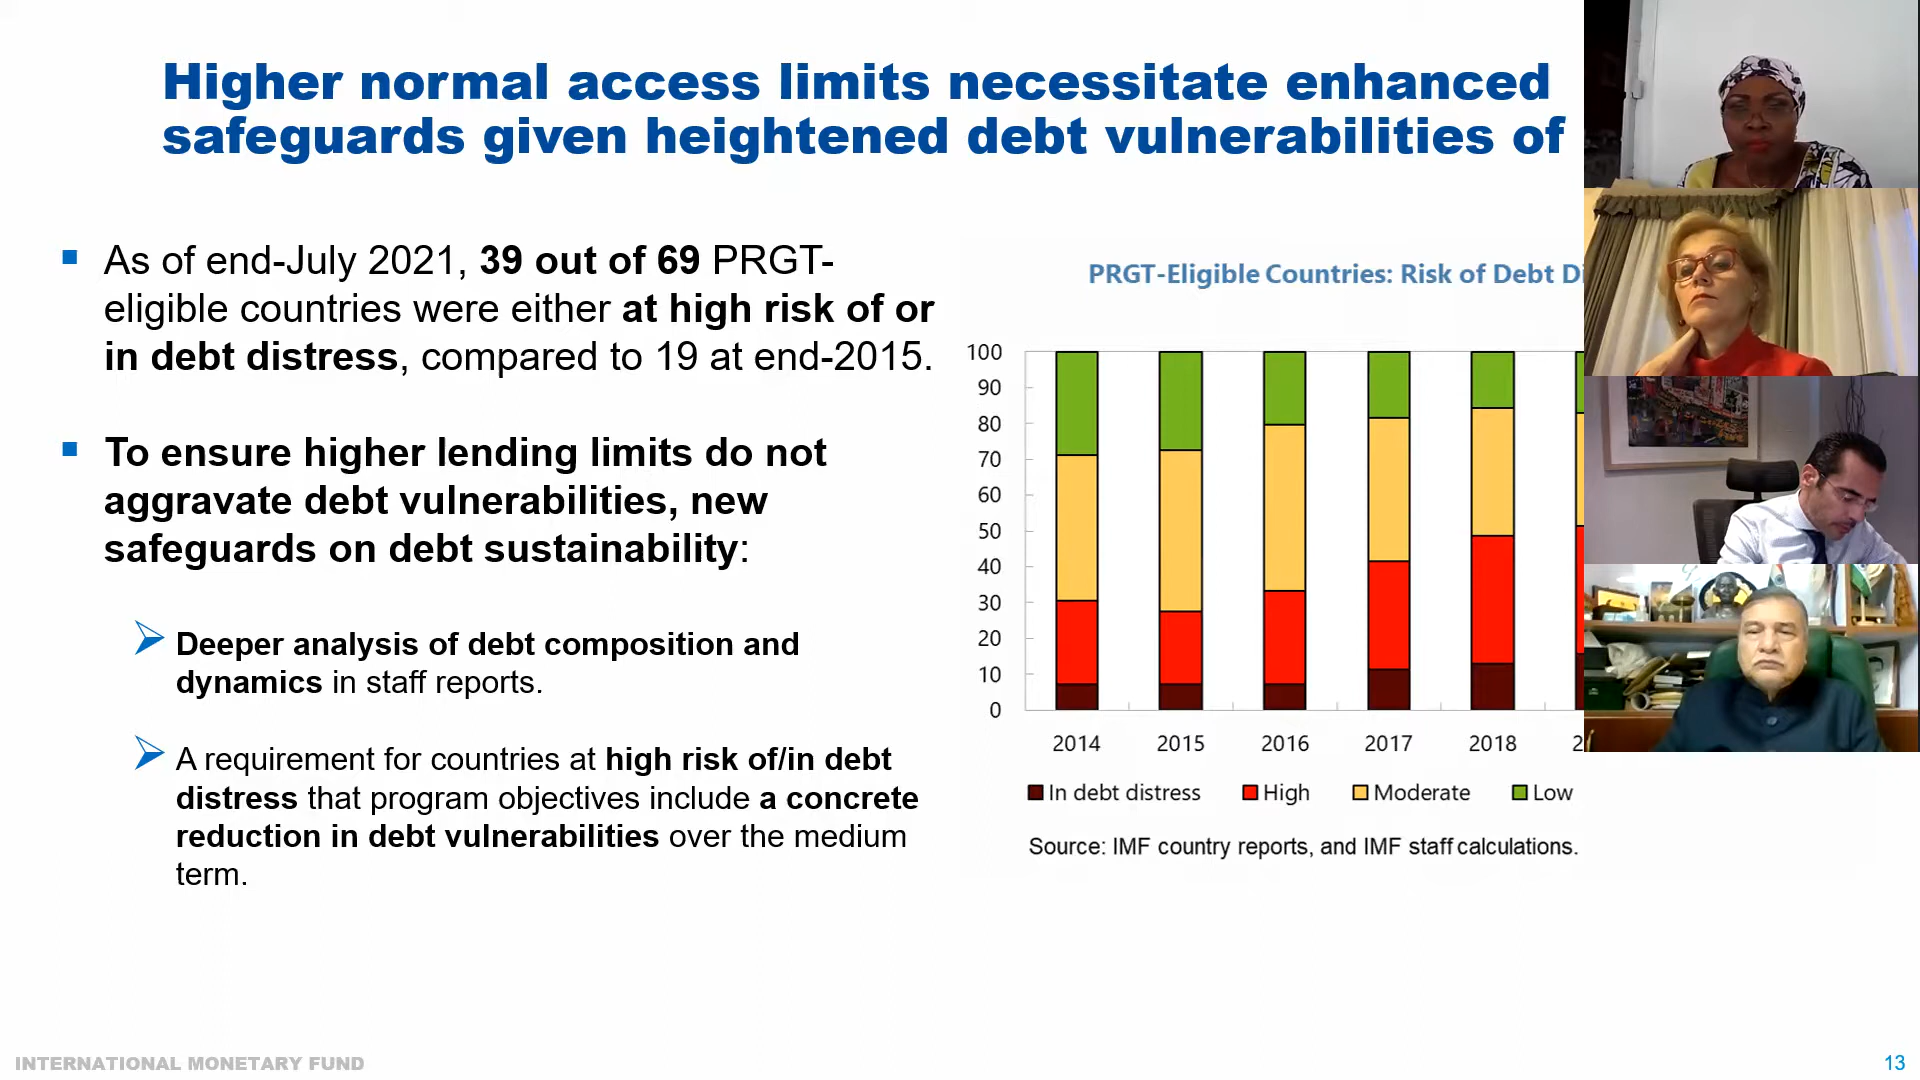 Higher normal access limits necessitate enhanced
safeguards given heightened debt vulnerabilities of
As of end-July 2021, 39 out of 69 PRGT-
eligible countries were either at high risk of or
in debt distress, compared to 19 at end-2015.
To ensure higher lending limits do not
aggravate debt vulnerabilities, new
safeguards on debt sustainability:
Deeper analysis of debt composition and
dynamics in staff reports.
A requirement for countries at high risk of/in debt
distress that program objectives include a concrete
reduction in debt vulnerabilities over the medium
term.
PRGT-Eligible Countries: Risk of Debt
100
90
80
70
60
50
40
30
20
10
0
2014 2015 2016 2017 2018
In debt distress High Moderate Low
Source: IMF country reports, and IMF staff calculations.
INTERNATIONAL MONETARY FUND
13